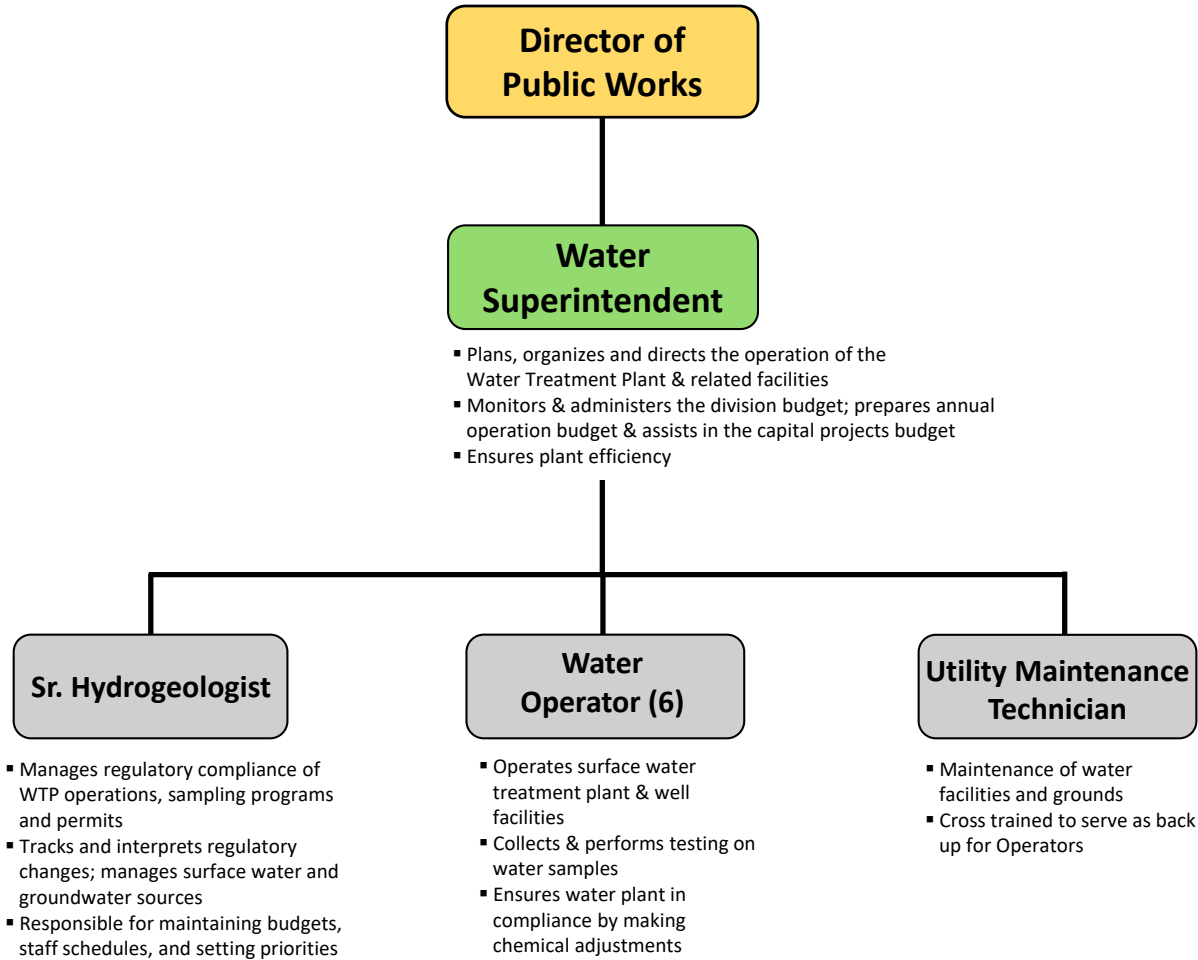 Director of
Public Works
Water
Superintendent
▪ Plans, organizes and directs the operation of the
Water Treatment Plant & related facilities
▪ Monitors & administers the division budget; prepares annual
operation budget & assists in the capital projects budget
▪ Ensures plant efficiency
Sr. Hydrogeologist
▪ Manages regulatory compliance of
WTP operations, sampling programs
and permits
▪ Tracks and interprets regulatory
changes; manages surface water and
groundwater sources
▪ Responsible for maintaining budgets,
staff schedules, and setting priorities
Water
Operator (6)
▪ Operates surface water
treatment plant & well
facilities
▪ Collects & performs testing on
water samples
▪ Ensures water plant in
compliance by making
chemical adjustments
Utility Maintenance
Technician
▪ Maintenance of water
facilities and grounds
▪ Cross trained to serve as back
up for Operators